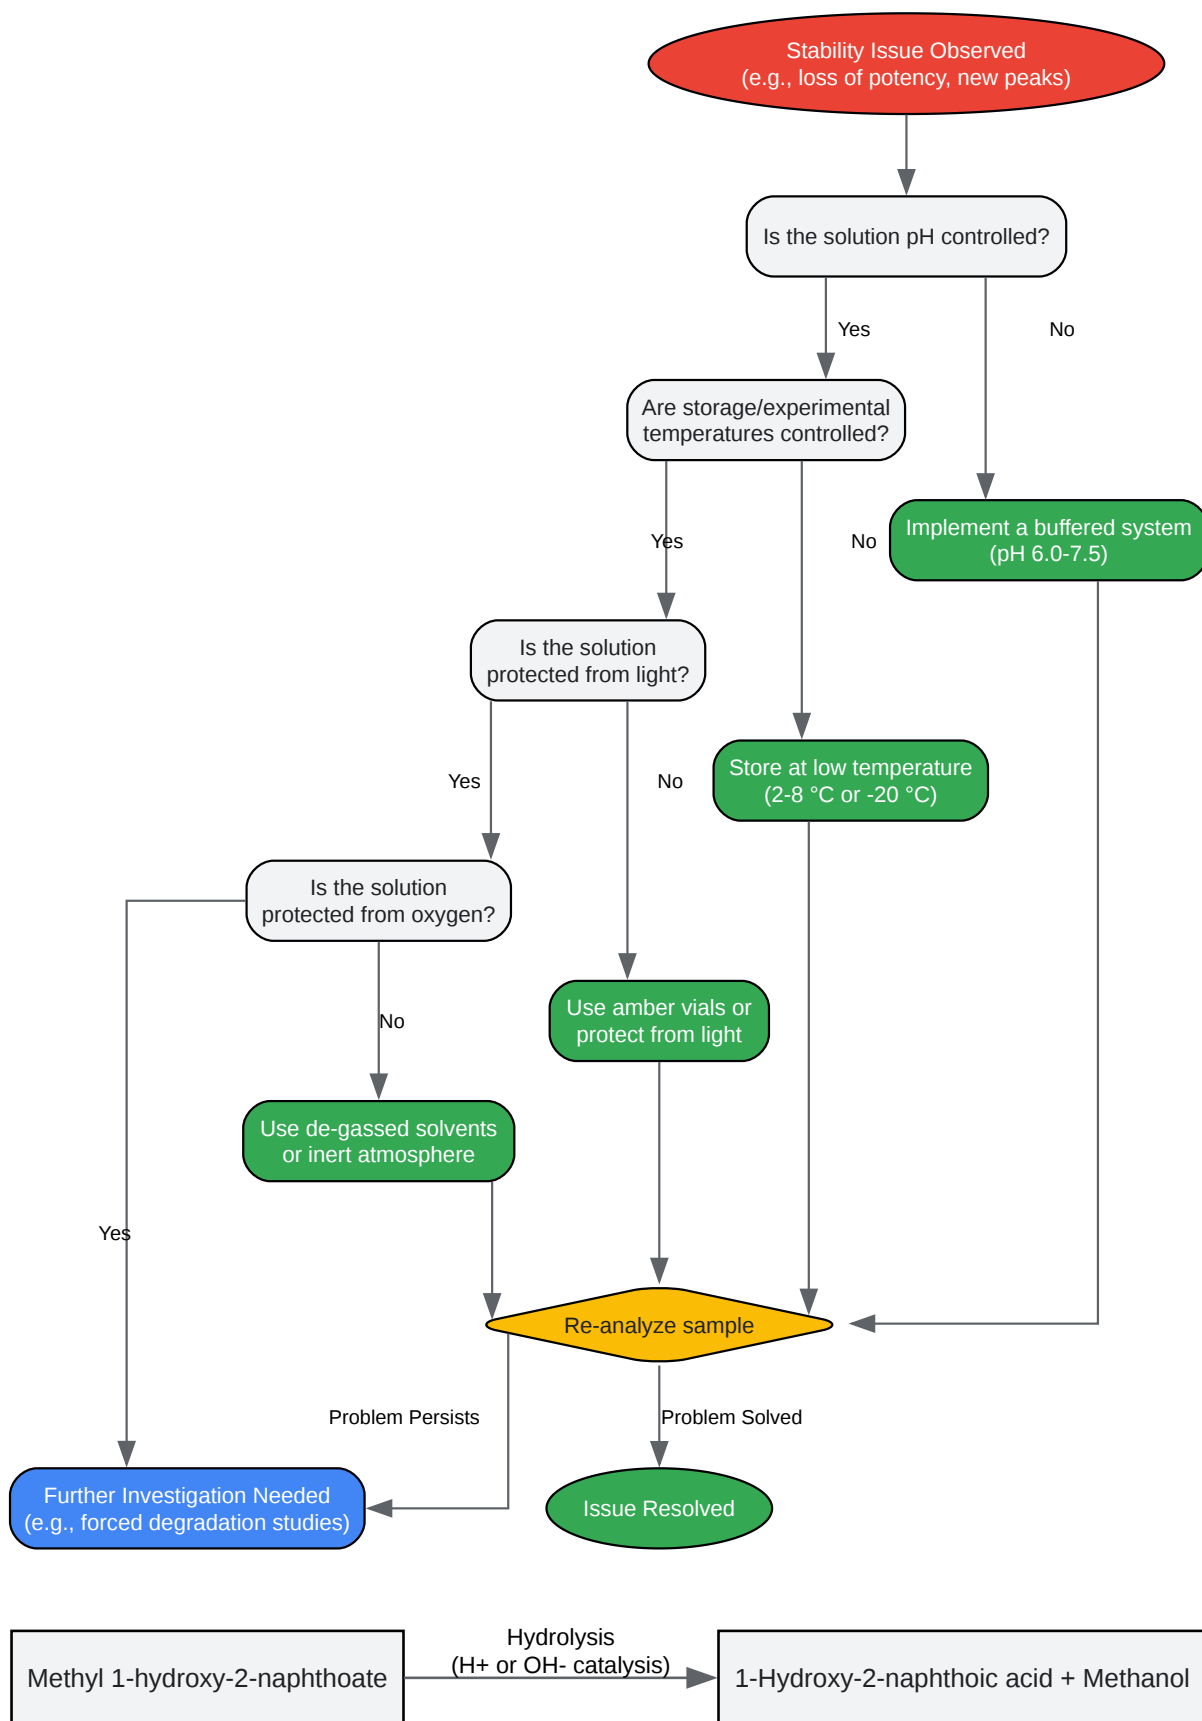 Stability Issue Observed
(e.g., loss of potency, new peaks)
Is the solution pH controlled?
Yes
No
Are storage/experimental
temperatures controlled?
Yes
No
Implement a buffered system
(pH 6.0-7.5)
Is the solution
protected from light?
Yes
No
Store at low temperature
(2-8 °C or -20 °C)
Is the solution
protected from oxygen?
No
Use amber vials or
protect from light
Use de-gassed solvents
or inert atmosphere
Yes
Re-analyze sample
Problem Persists
Problem Solved
Further Investigation Needed
(e.g., forced degradation studies)
Issue Resolved
Hydrolysis
(H+ or OH- catalysis)
Methyl 1-hydroxy-2-naphthoate
1-Hydroxy-2-naphthoic acid + Methanol